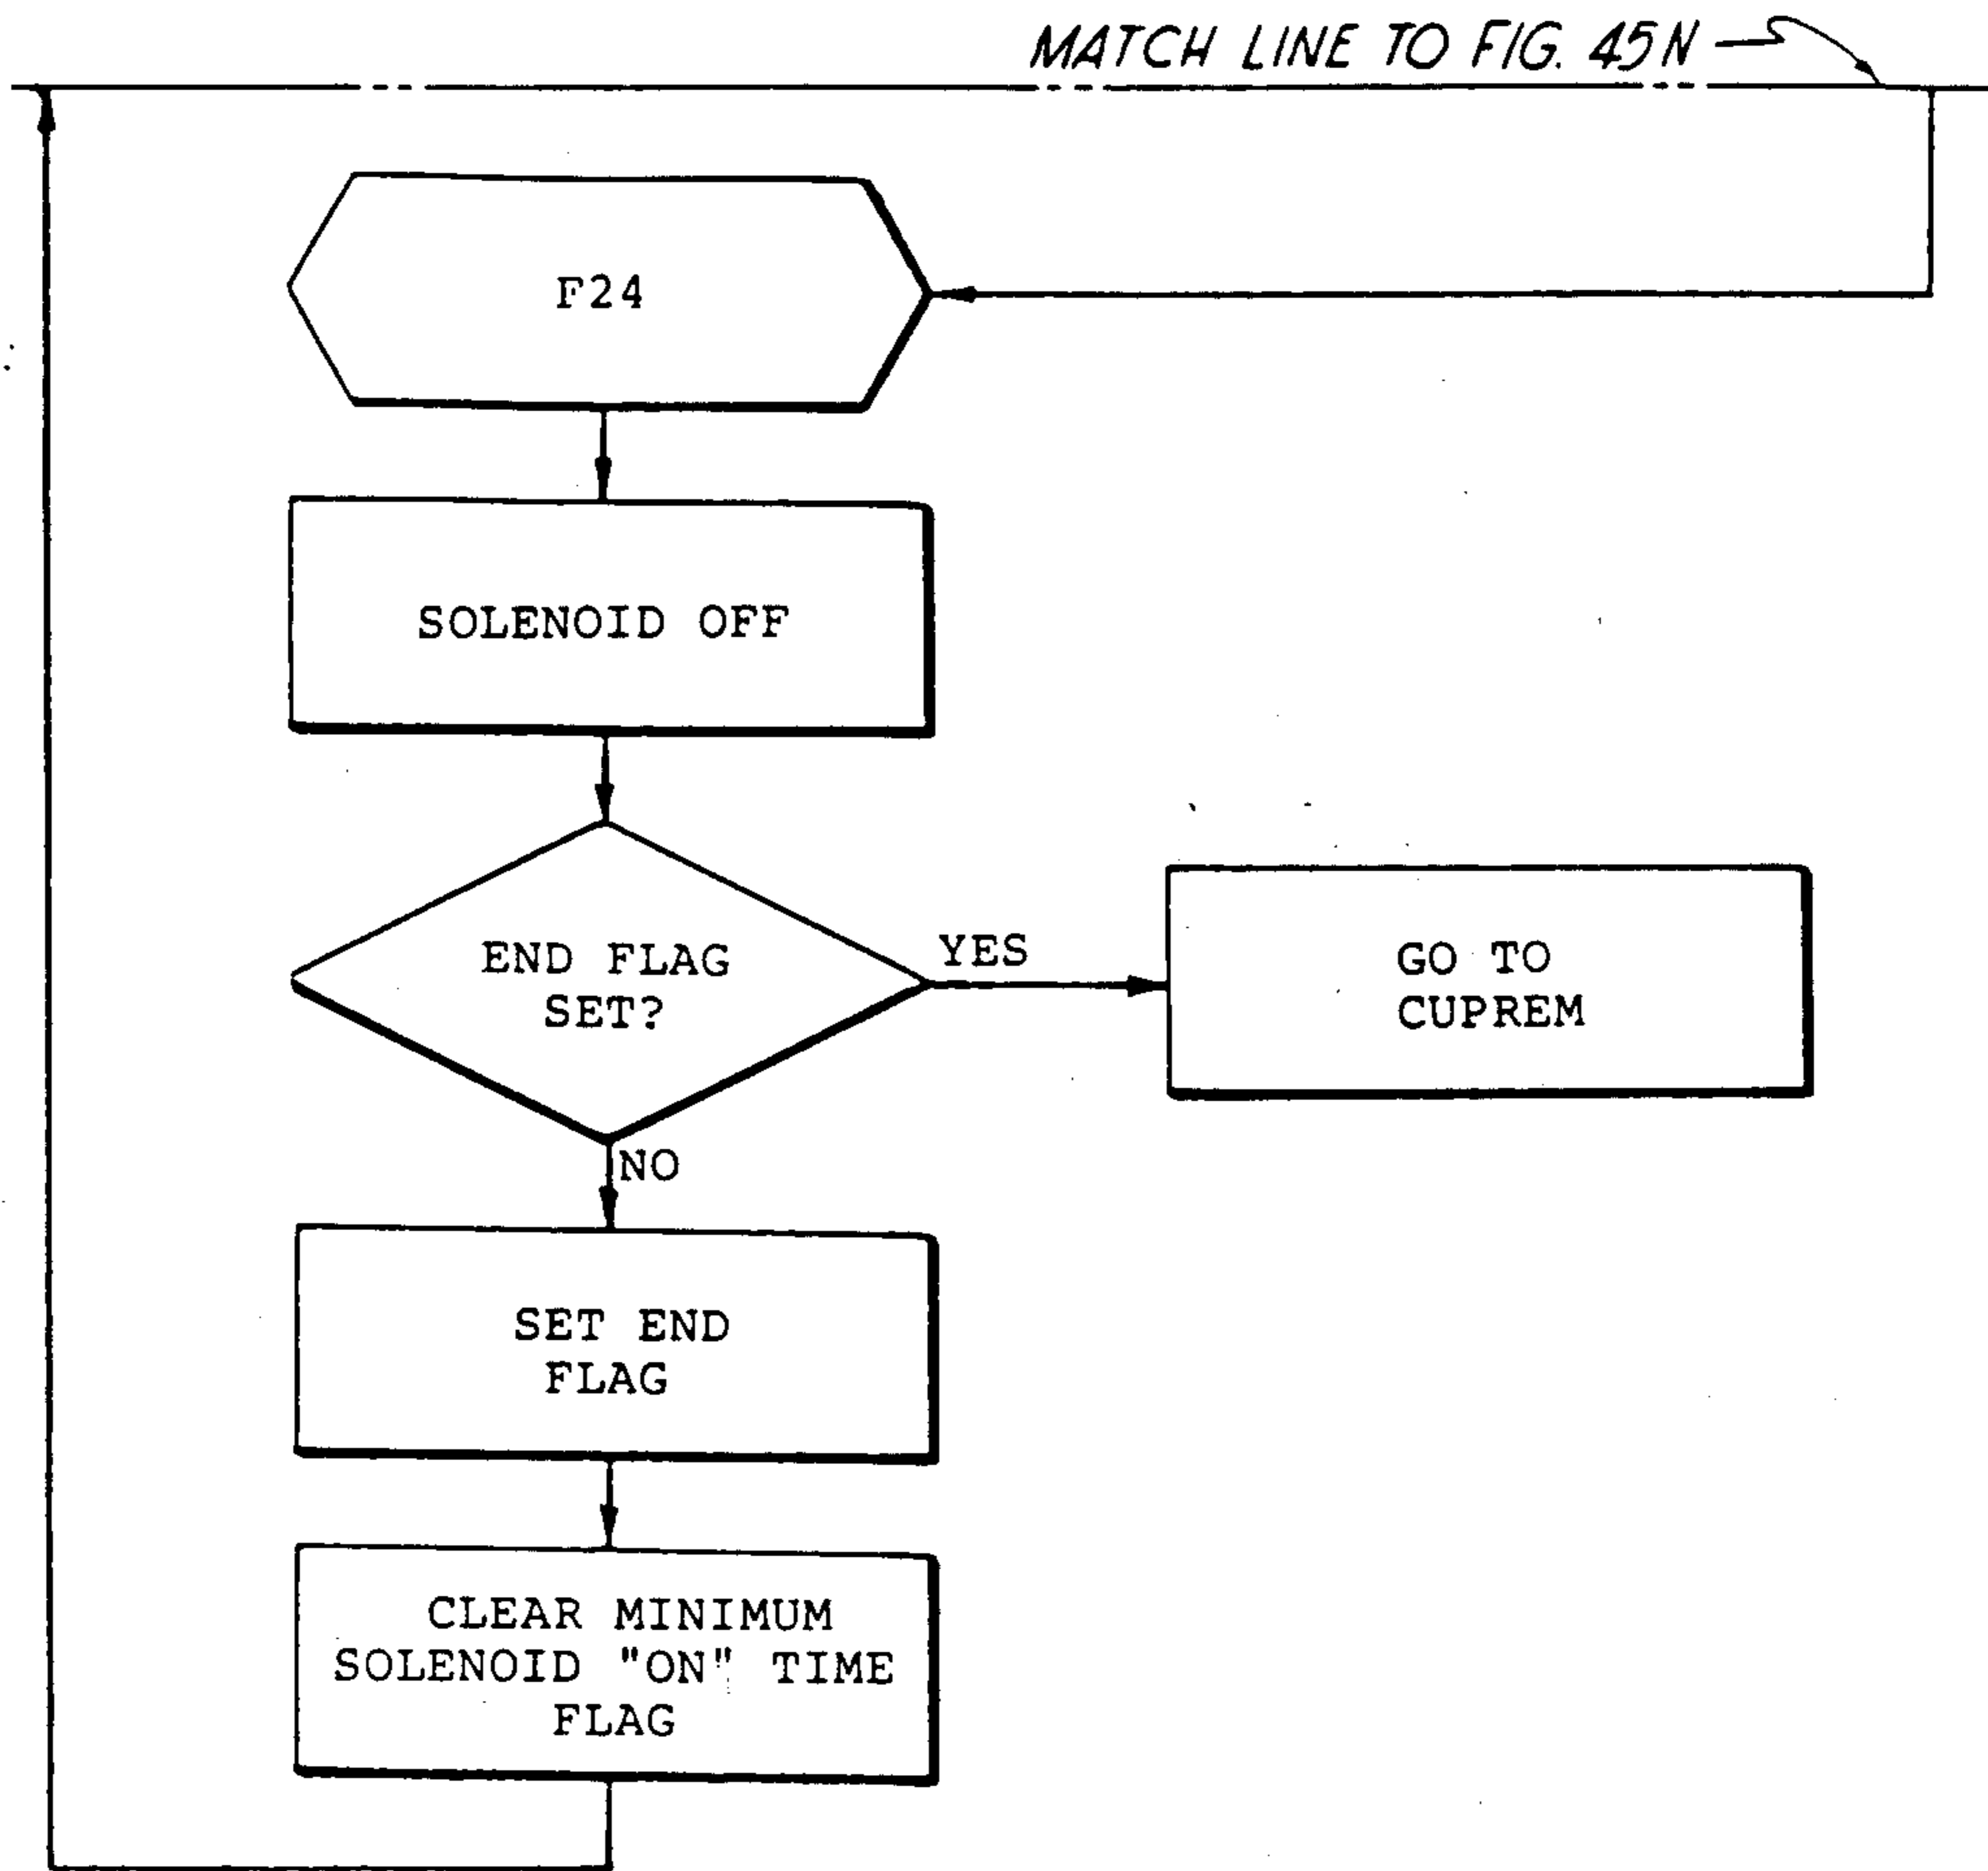 MATCH LINE TO FIG. 45N
F24
SOLENOID OFF
END FLAG
SET?
YES
GO TO
CUPREM
NO
SET END
FLAG
CLEAR MINIMUM
SOLENOID "ON" TIME
FLAG